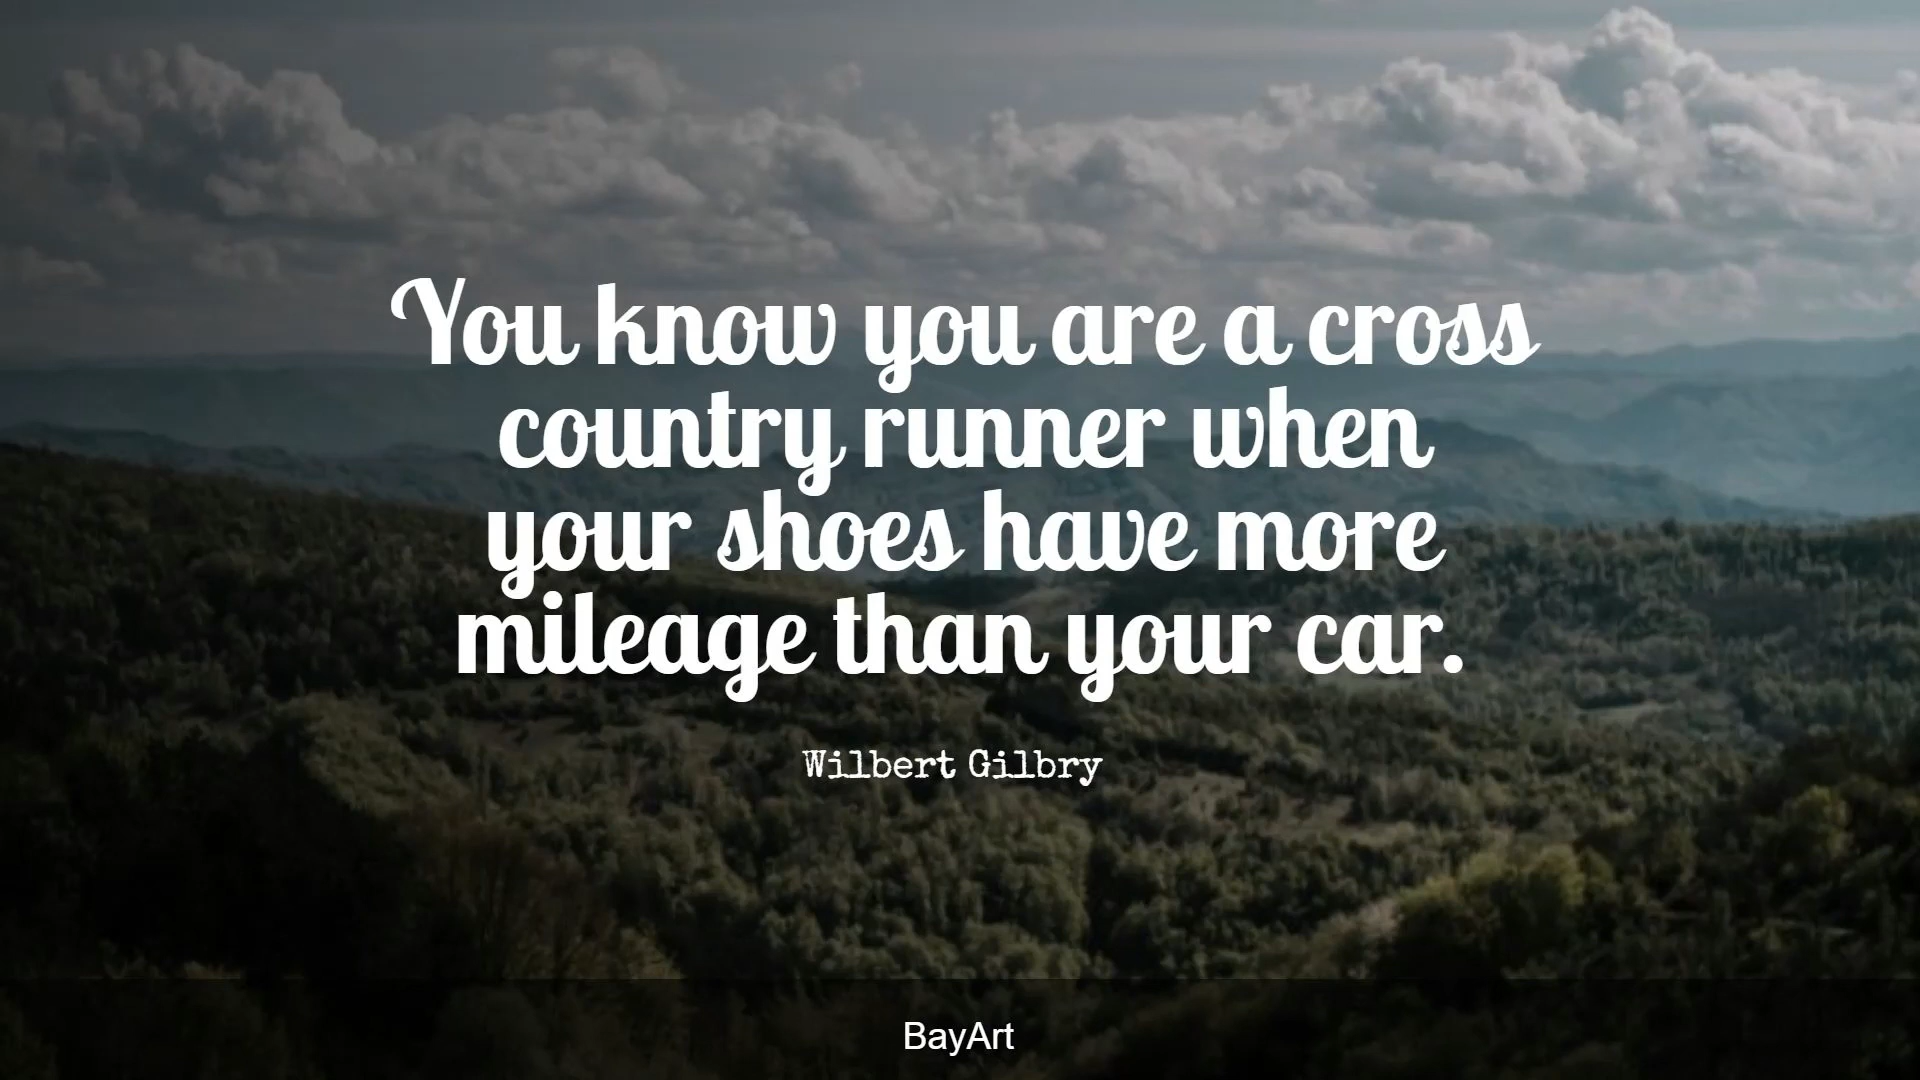 You know you are a cross
country runner when
your shoes have more
mileage than your car.
Wilbert Gilbry
BayArt